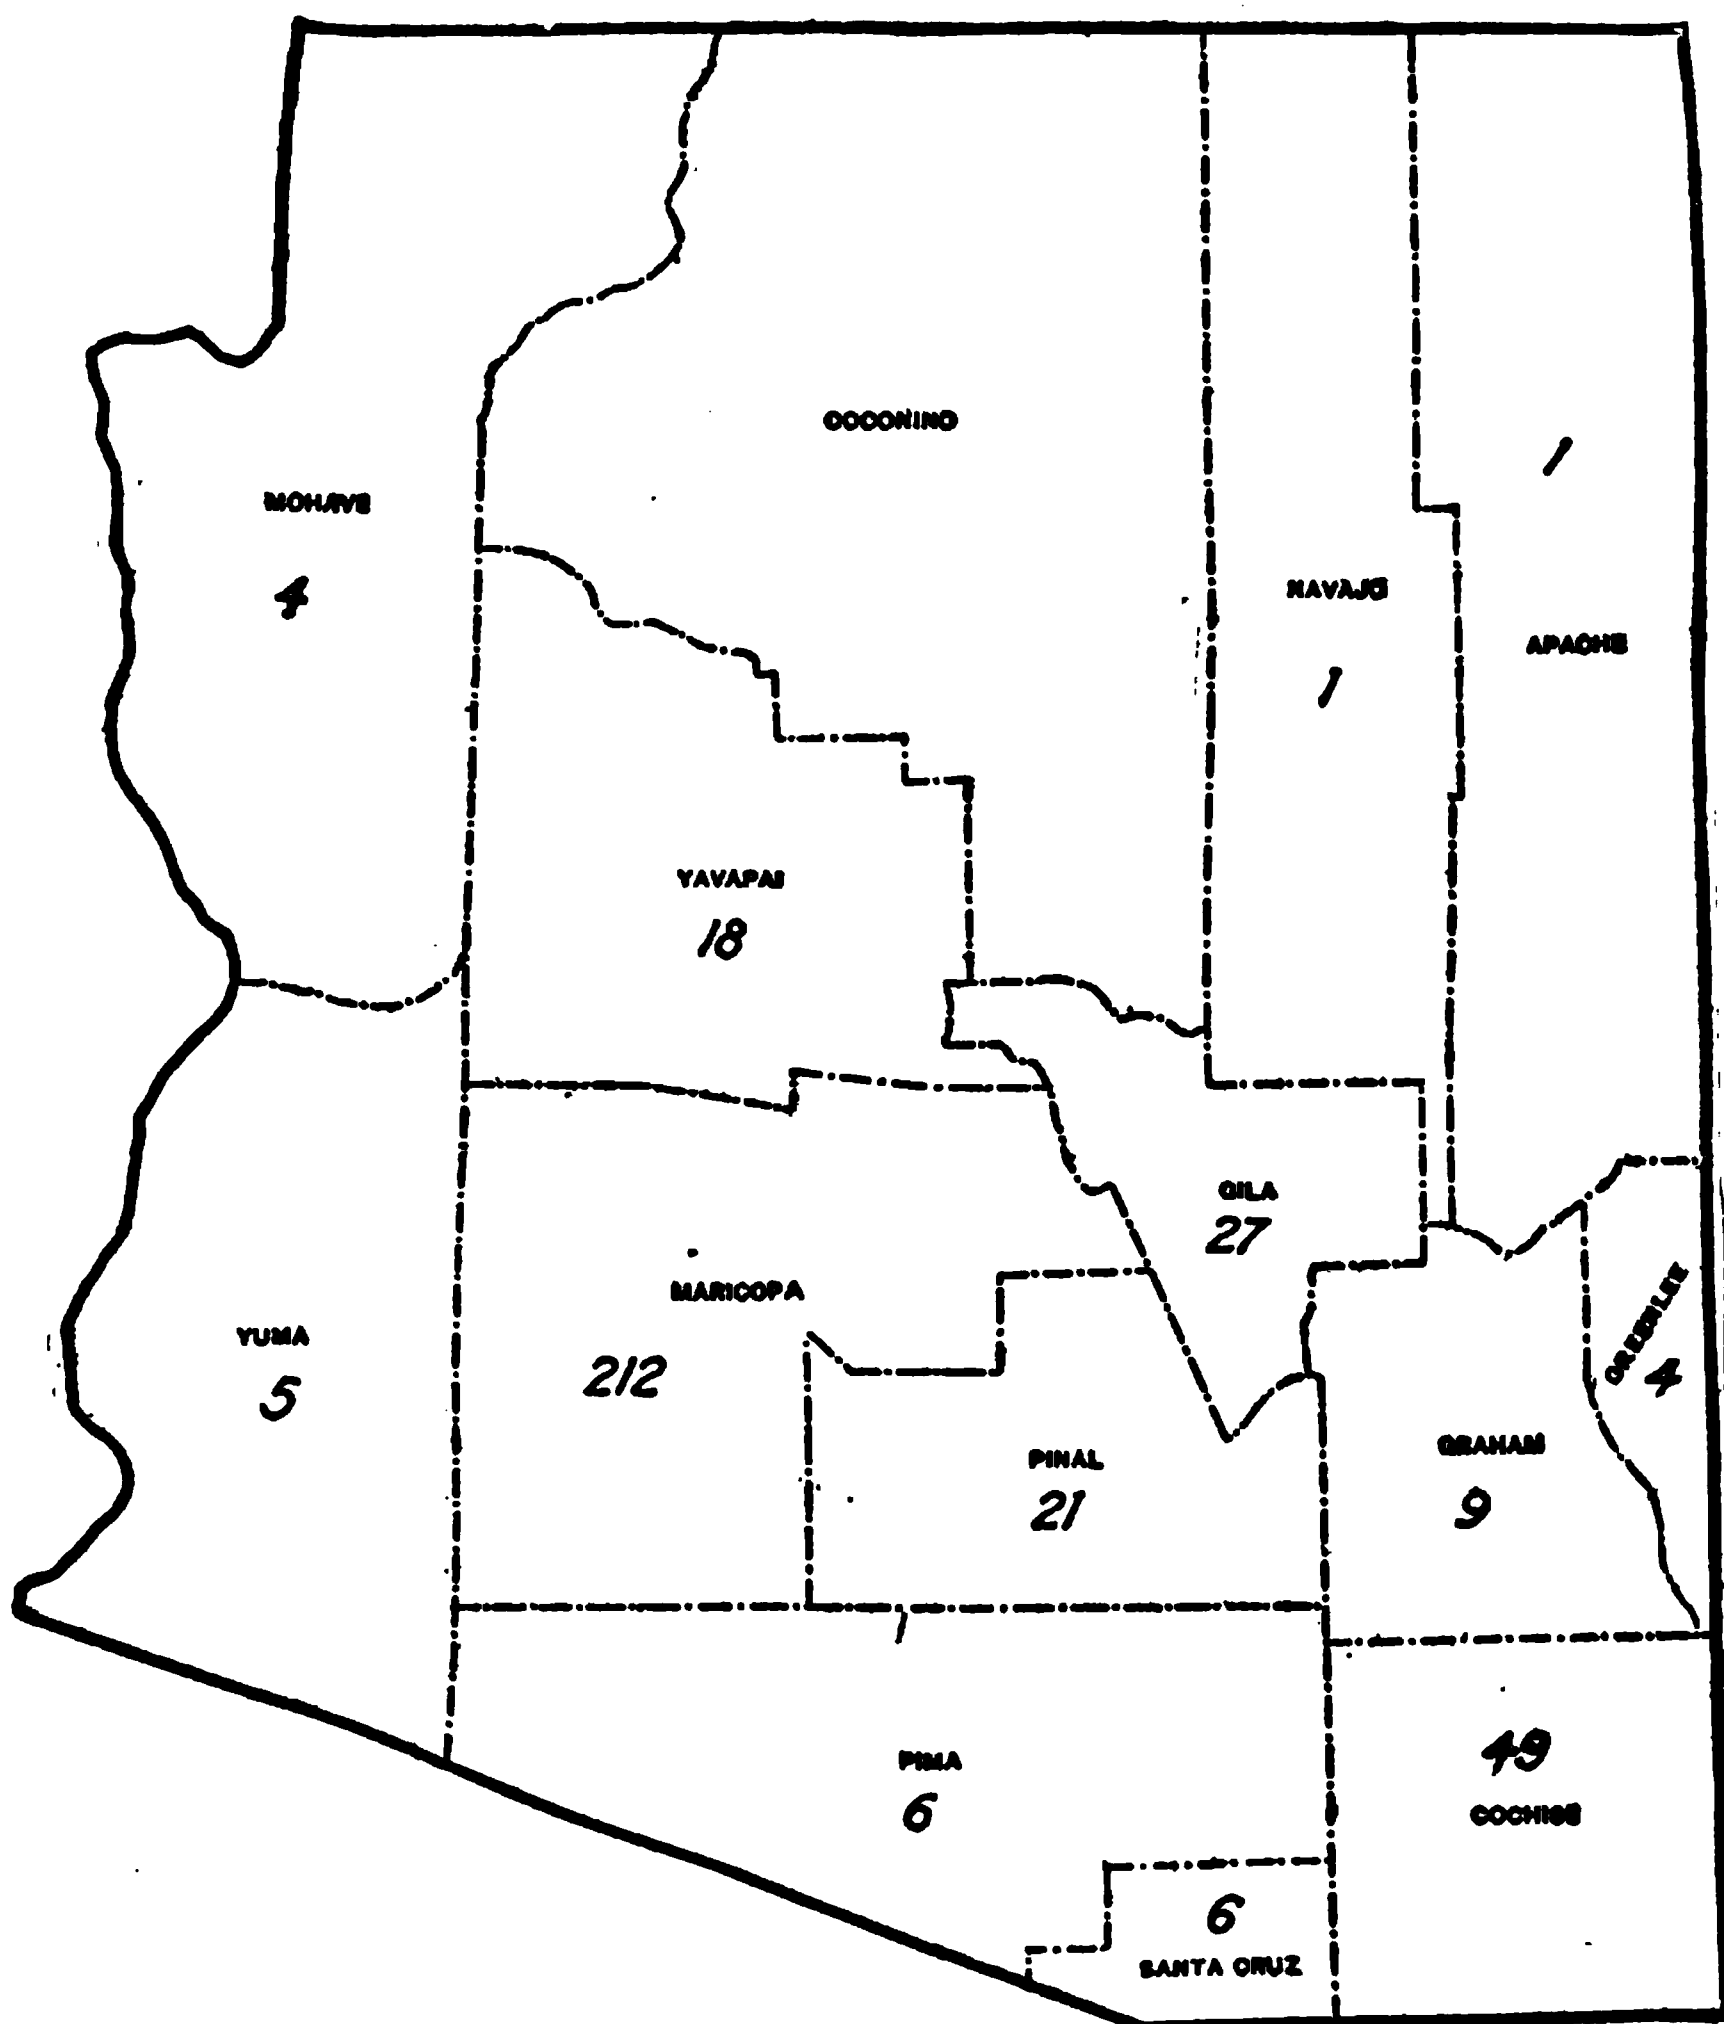 COCONINO
1
MOHAVE
4
NAVAJO
1
APACHE
YAVAPAI
18
GILA
27
MARICOPA
212
GREENLEE
4
YUMA
5
PINAL
21
GRAHAM
9
PIMA
6
49
COCHISE
6
SANTA CRUZ